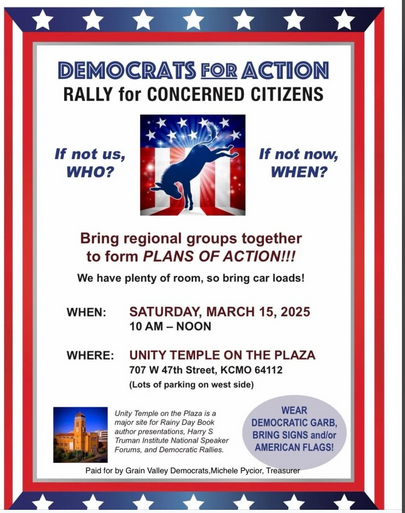 DEMOCRATS FOR ACTION
RALLY for CONCERNED CITIZENS
If not us,
WHO?
If not now,
WHEN?
Bring regional groups together
to form PLANS OF ACTION!!!
We have plenty of room, so bring car loads!
WHEN: SATURDAY, MARCH 15, 2025
10 AM – NOON
WHERE: UNITY TEMPLE ON THE PLAZA
707 W 47th Street, KCMO 64112
(Lots of parking on west side)
Unity Temple on the Plaza is a
major site for Rainy Day Book
author presentations, Harry S
Truman Institute National Speaker
Forums, and Democratic Rallies.
WEAR
DEMOCRATIC GARB,
BRING SIGNS and/or
AMERICAN FLAGS!
Paid for by Grain Valley Democrats,Michele Pycior, Treasurer